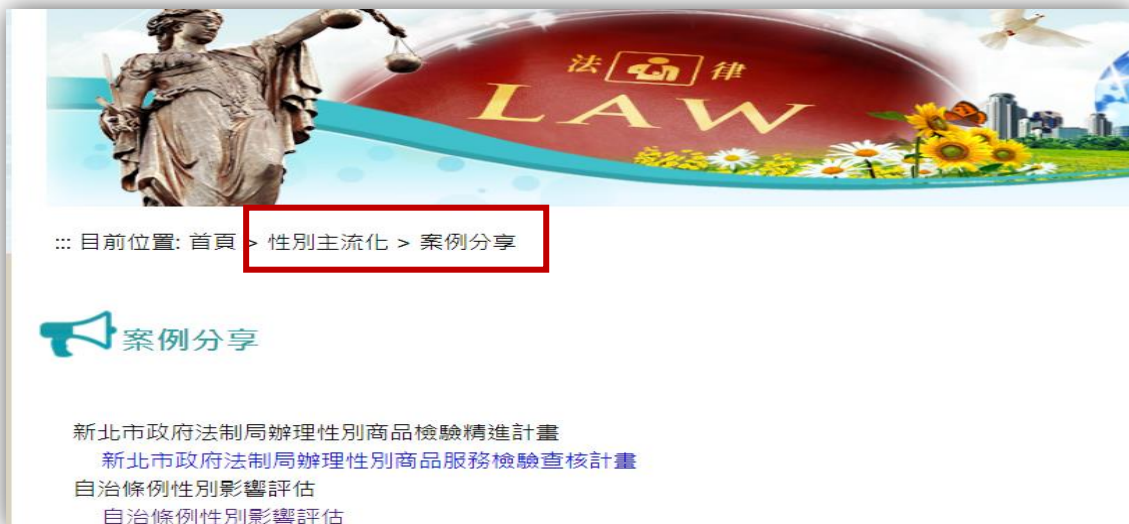 法 律
LAW
::: 目前位置: 首頁 > 性別主流化 > 案例分享
案例分享
新北市政府法制局辦理性別商品檢驗精進計畫
新北市政府法制局辦理性別商品服務檢驗查核計畫
自治條例性別影響評估
自治條例性別影響評估